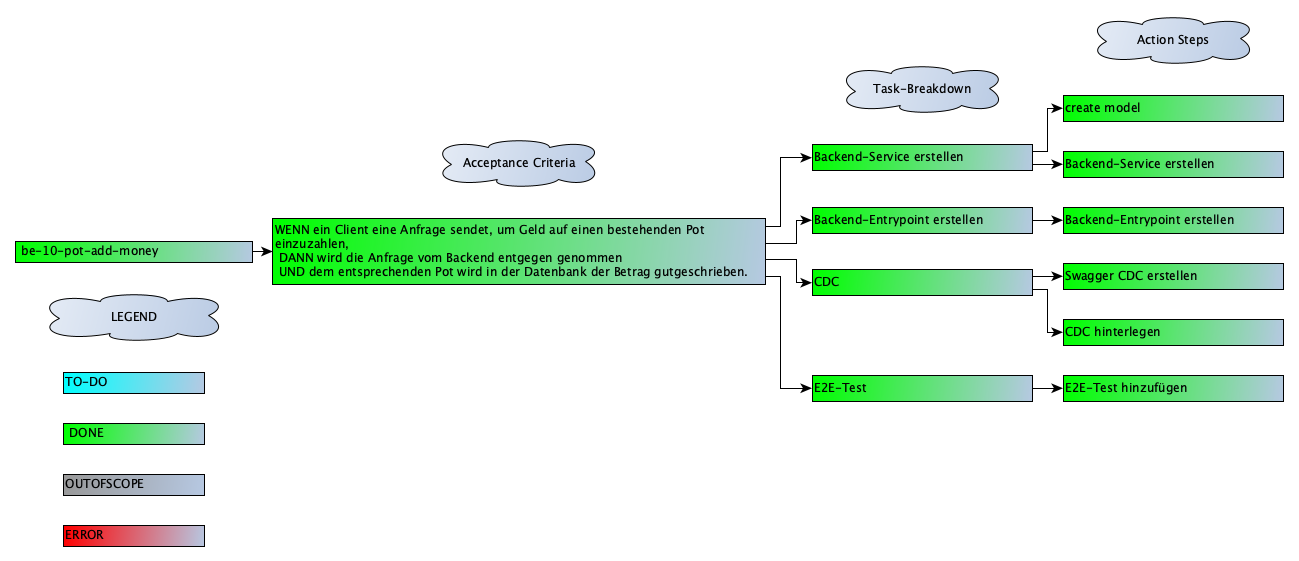 Action Steps
Task-Breakdown
create model
Acceptance Criteria
Backend-Service erstellen
Backend-Service erstellen
WENN ein Client eine Anfrage sendet, um Geld auf einen bestehenden Pot
einzuzahlen,
DANN wird die Anfrage vom Backend entgegen genommen
UND dem entsprechenden Pot wird in der Datenbank der Betrag gutgeschrieben.
be-10-pot-add-money
Backend-Entrypoint erstellen
Backend-Entrypoint erstellen
CDC
Swagger CDC erstellen
CDC hinterlegen
E2E-Test
E2E-Test hinzufügen
LEGEND
TO-DO
DONE
OUTOFSCOPE
ERROR